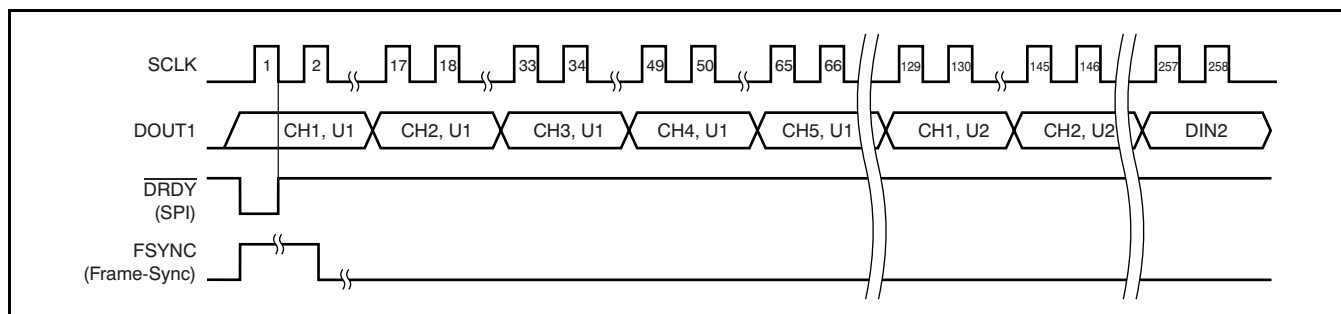 SCLK 1 2 17 18 33 34 49 50 65 66 129 130 145 146 257 258
DOUT1 CH1, U1 CH2, U1 CH3, U1 CH4, U1 CH5, U1 CH1, U2 CH2, U2 DIN2
DRDY
(SPI)
FSYNC
(Frame-Sync)